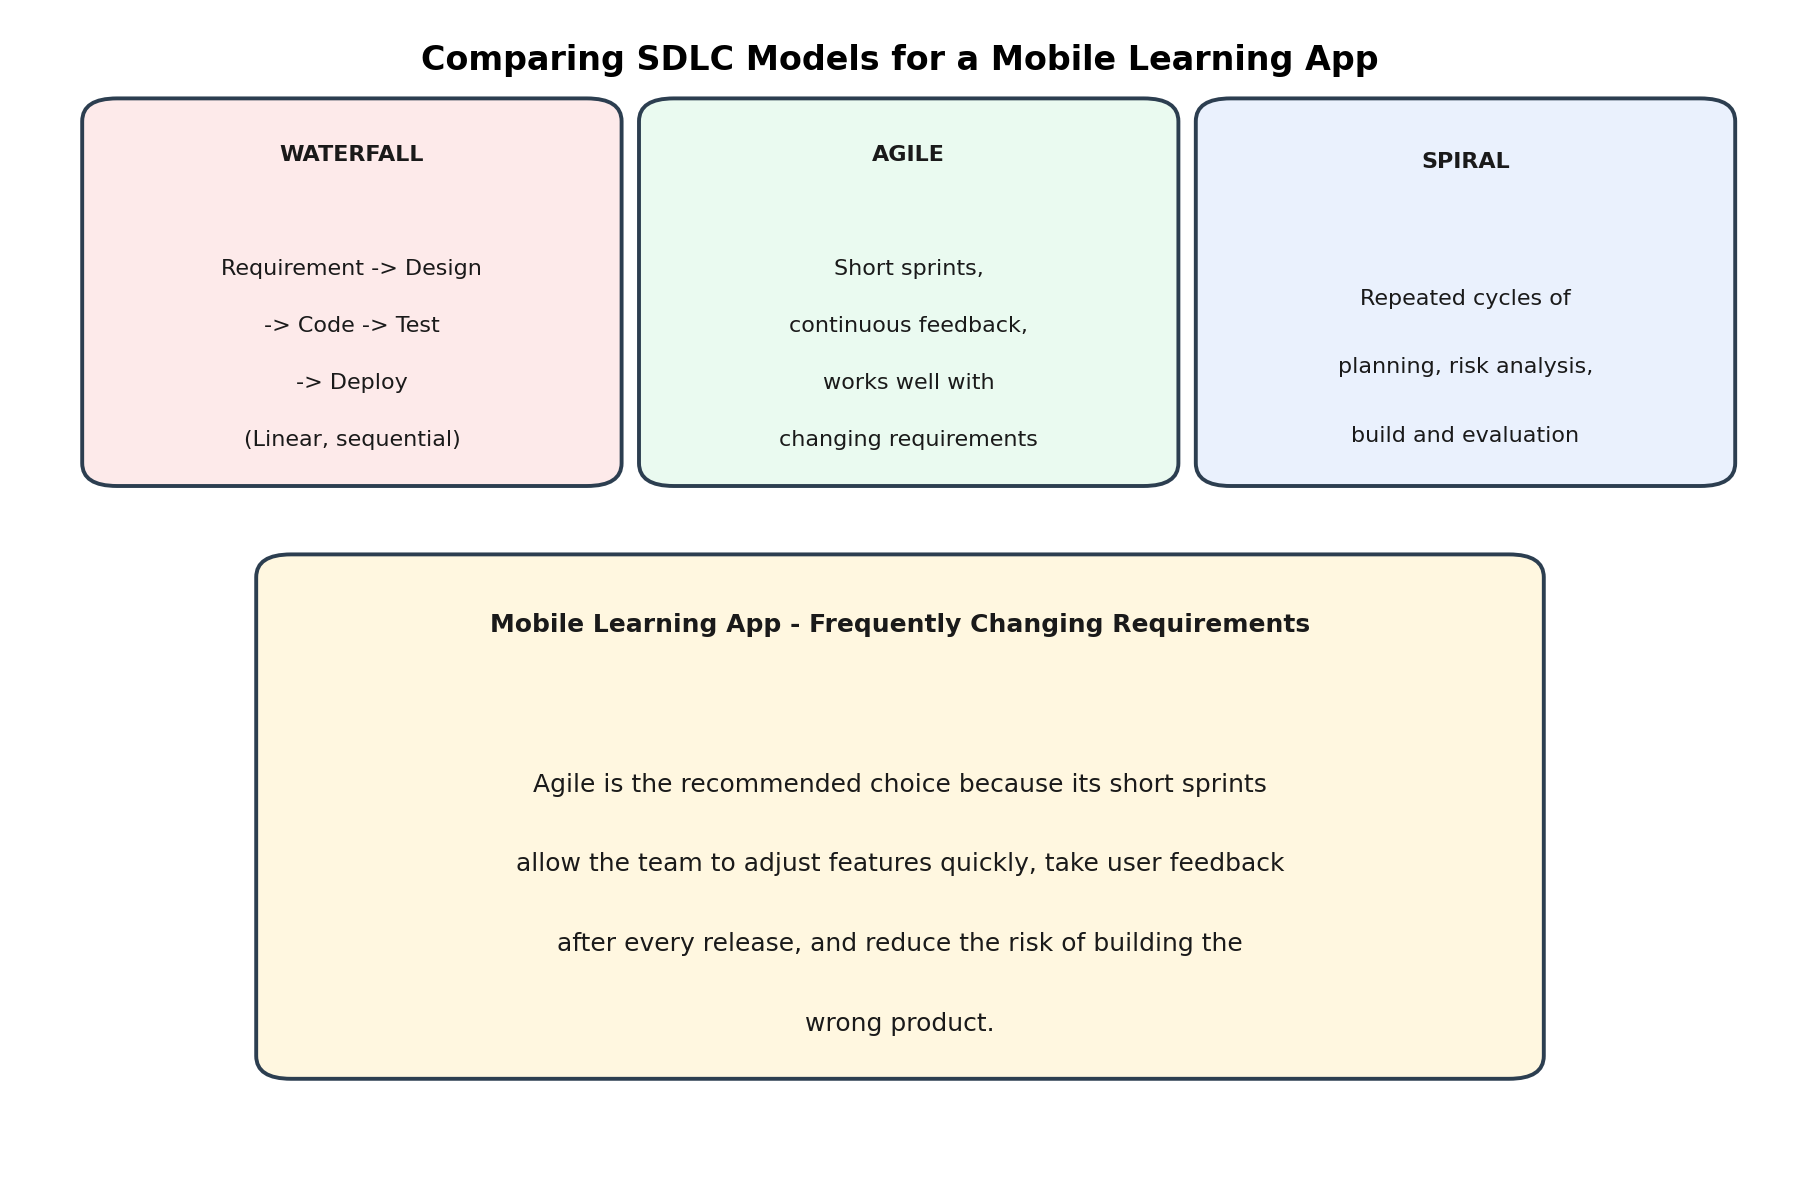 Comparing SDLC Models for a Mobile Learning App
WATERFALL
Requirement -> Design
-> Code -> Test
-> Deploy
(Linear, sequential)
AGILE
Short sprints,
continuous feedback,
works well with
changing requirements
SPIRAL
Repeated cycles of
planning, risk analysis,
build and evaluation
Mobile Learning App - Frequently Changing Requirements
Agile is the recommended choice because its short sprints
allow the team to adjust features quickly, take user feedback
after every release, and reduce the risk of building the
wrong product.